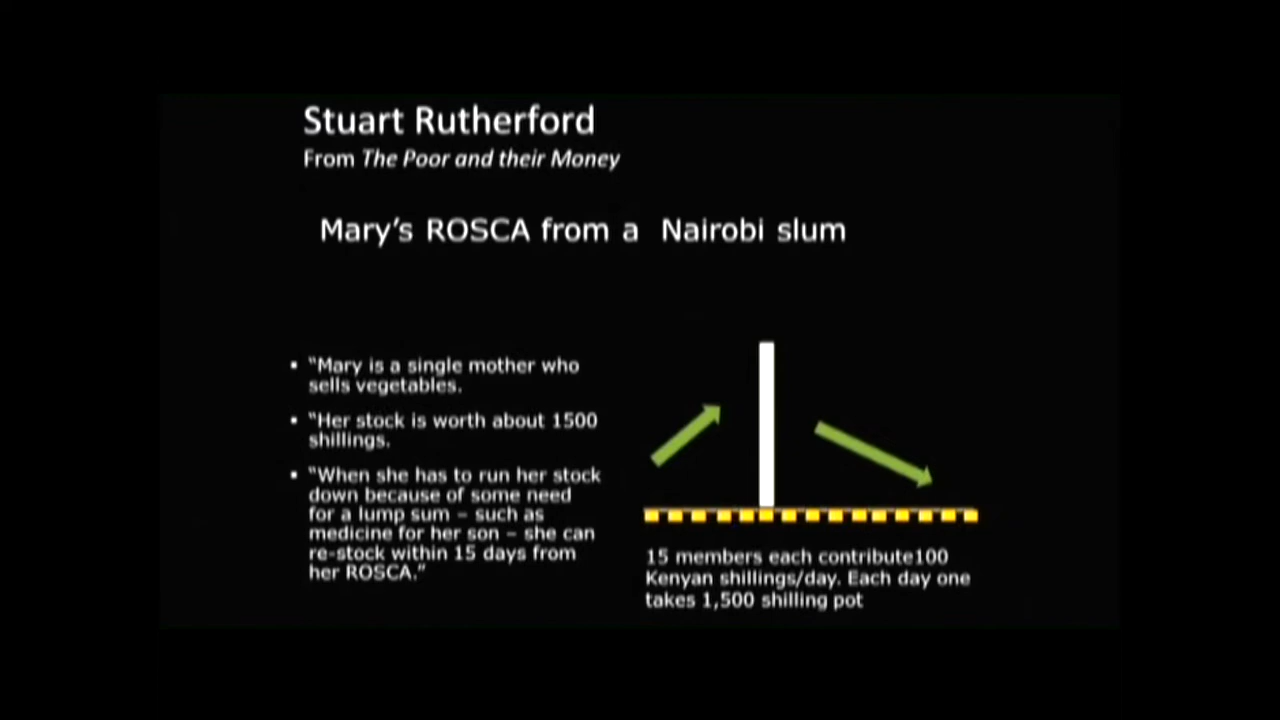 Stuart Rutherford
From The Poor and their Money
Mary's ROSCA from a Nairobi slum
• "Mary is a single mother who
sells vegetables.
• "Her stock is worth about 1500
shillings.
• "When she has to run her stock
down because of some need
for a lump sum – such as
medicine for her son – she can
re-stock within 15 days from
her ROSCA."
15 members each contribute100
Kenyan shillings/day. Each day one
takes 1,500 shilling pot